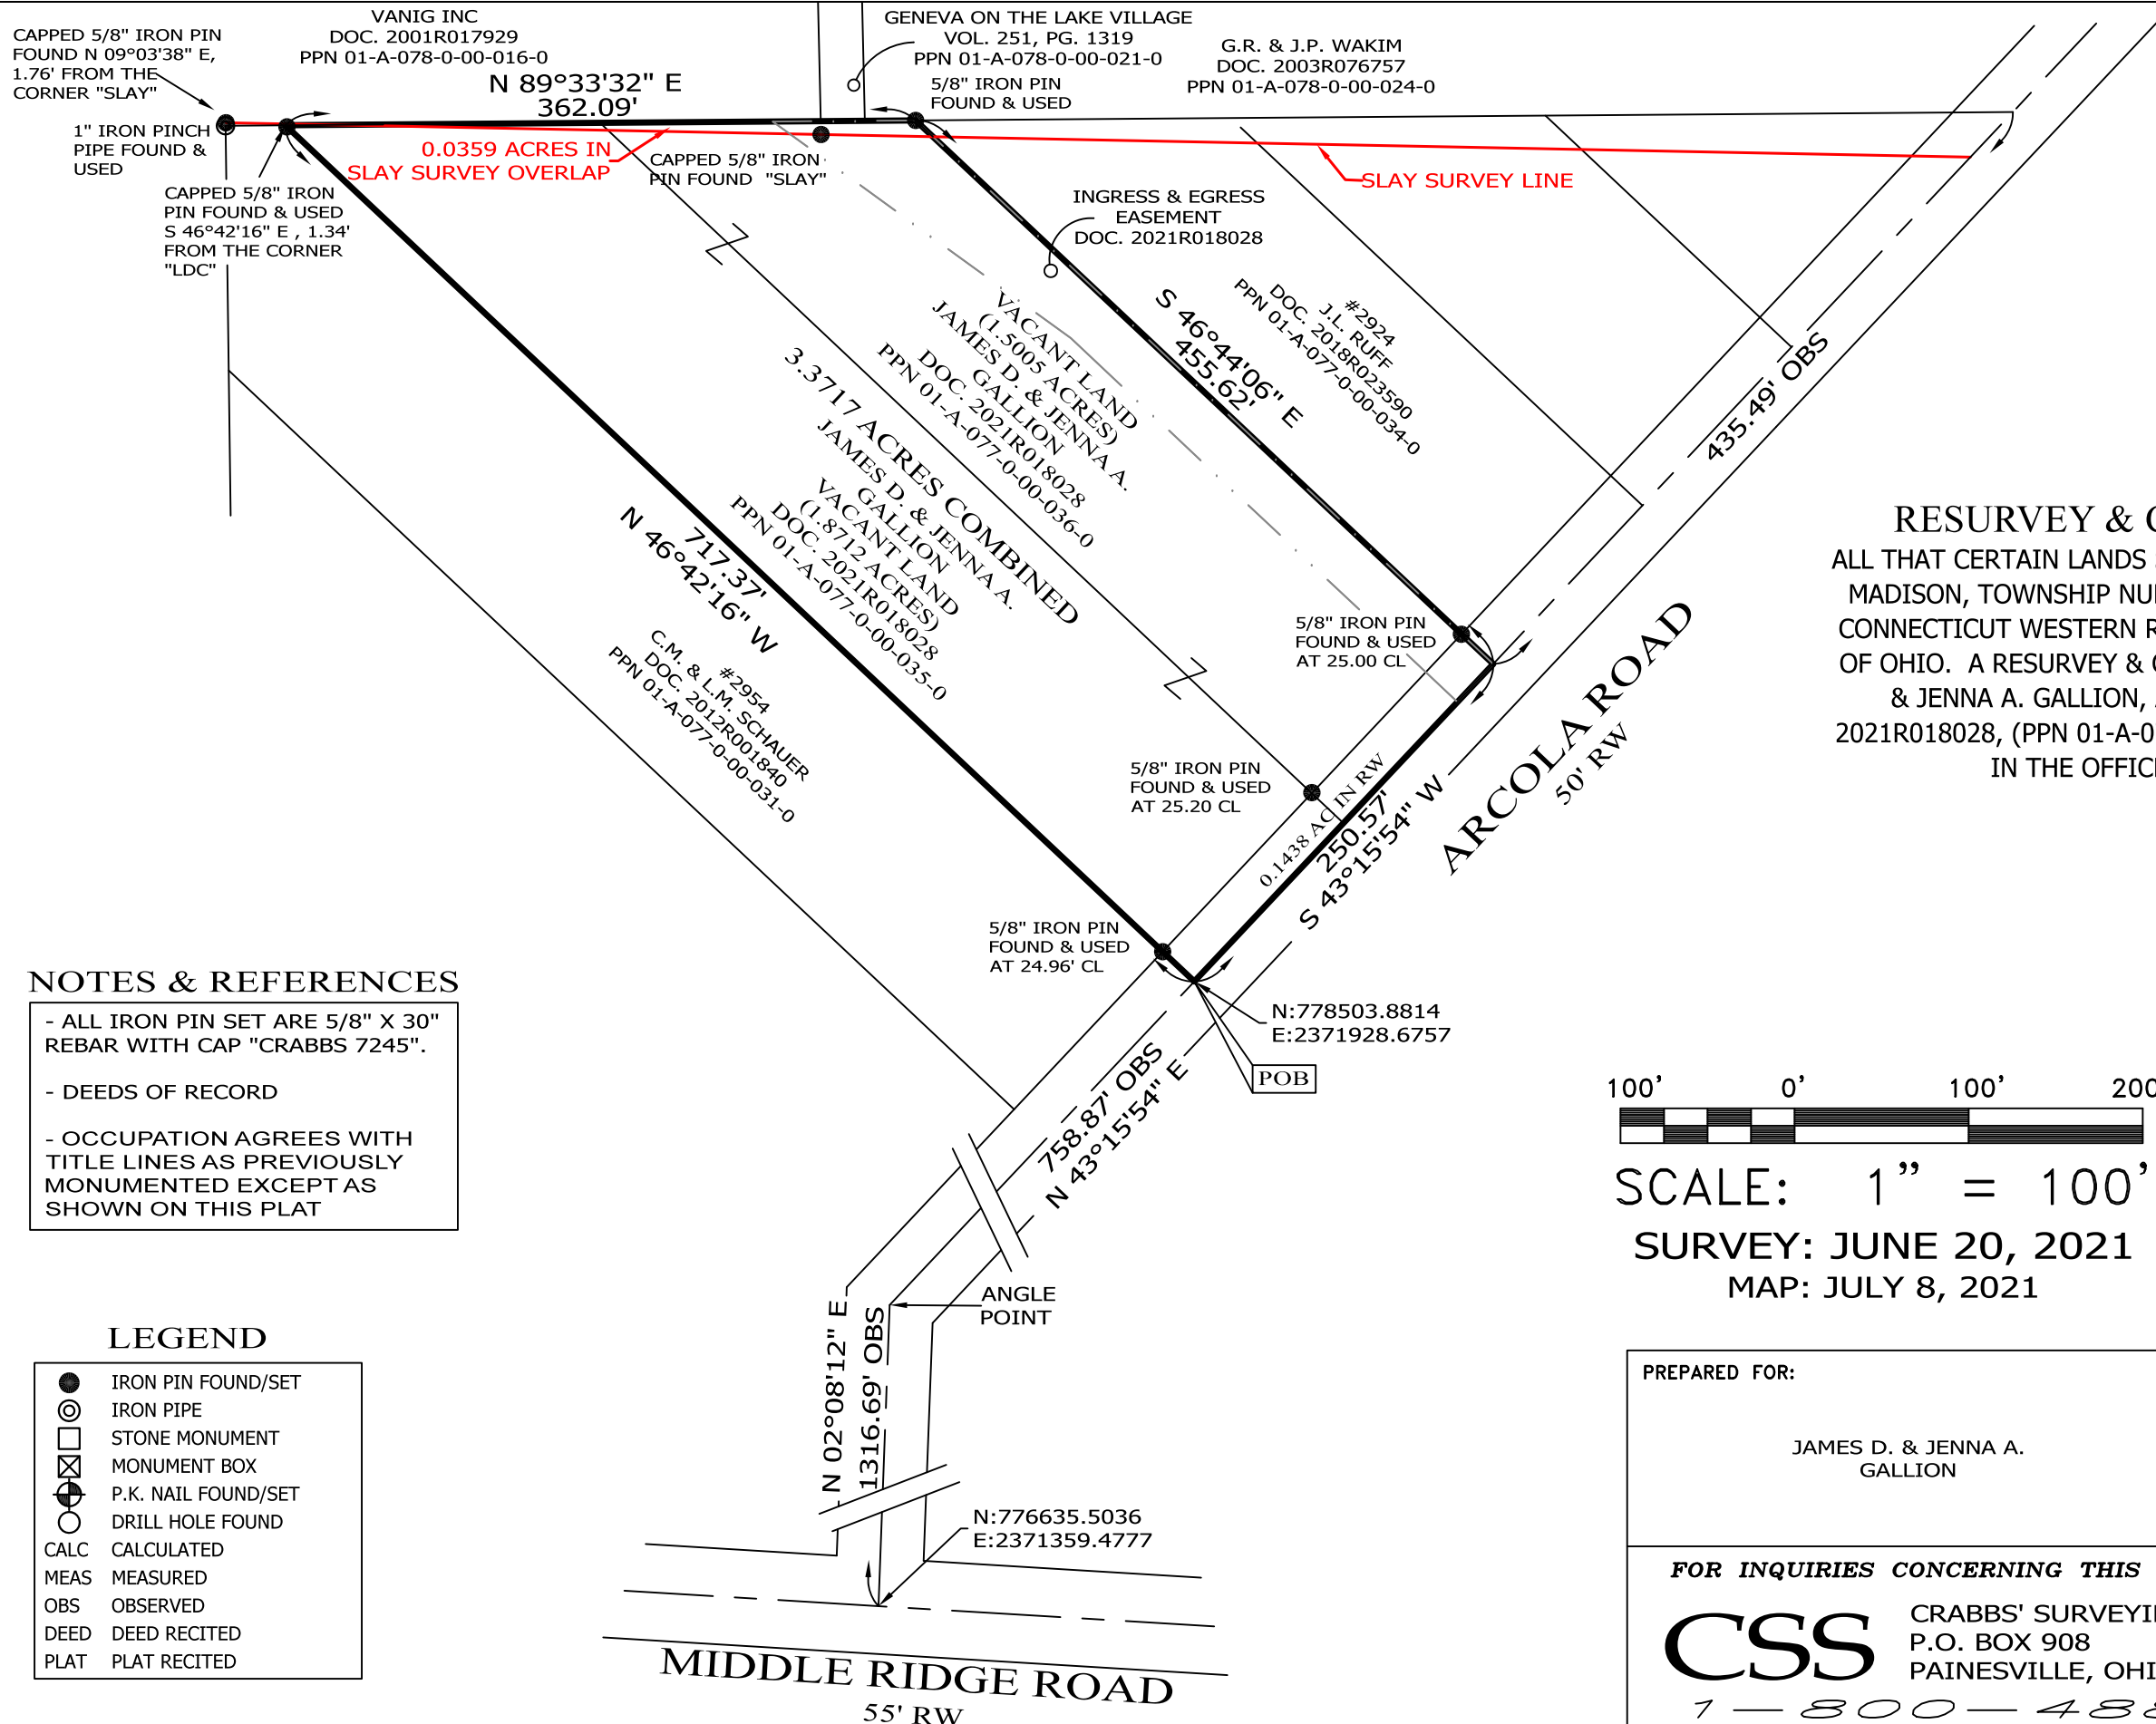 CAPPED 5/8" IRON PIN
FOUND N 09°03'38" E,
1.76' FROM THE
CORNER "SLAY"
VANIG INC
DOC. 2001R017929
PPN 01-A-078-0-00-016-0
N 89°33'32" E
362.09'
GENEVA ON THE LAKE VILLAGE
VOL. 251, PG. 1319
PPN 01-A-078-0-00-021-0
5/8" IRON PIN
FOUND & USED
G.R. & J.P. WAKIM
DOC. 2003R076757
PPN 01-A-078-0-00-024-0
1" IRON PINCH
PIPE FOUND &
USED
0.0359 ACRES IN
SLAY SURVEY OVERLAP
CAPPED 5/8" IRON
PIN FOUND "SLAY"
SLAY SURVEY LINE
CAPPED 5/8" IRON
PIN FOUND & USED
S 46°42'16" E , 1.34'
FROM THE CORNER
"LDC"
INGRESS & EGRESS
EASEMENT
DOC. 2021R018028
S 46°44'06" E
455.62'
#2924
J.L. RUFF
DOC. 2018R023590
PPN 01-A-077-0-00-034-0
435.49' OBS
VACANT LAND
(1.5005 ACRES)
JAMES D. & JENNA A.
GALLION
DOC. 2021R018028
PPN 01-A-077-0-00-036-0
3.3717 ACRES COMBINED
JAMES D. & JENNA A.
GALLION
VACANT LAND
(1.8712 ACRES)
DOC. 2021R018028
PPN 01-A-077-0-00-035-0
717.37'
N 46°42'16" W
#2954
C.M. & L.M. SCHAUER
DOC. 2012R001840
PPN 01-A-077-0-00-031-0
5/8" IRON PIN
FOUND & USED
AT 25.00 CL
5/8" IRON PIN
FOUND & USED
AT 25.20 CL
0.1438 AC IN RW
250.57'
S 43°15'54" W
ARCOLA ROAD
50' RW
5/8" IRON PIN
FOUND & USED
AT 24.96' CL
N:778503.8814
E:2371928.6757
POB
758.87' OBS
N 43°15'54" E
ANGLE
POINT
N 02°08'12" E
1316.69' OBS
N:776635.5036
E:2371359.4777
MIDDLE RIDGE ROAD
55' RW
RESURVEY &
ALL THAT CERTAIN LANDS
MADISON, TOWNSHIP
CONNECTICUT WESTERN
OF OHIO. A RESURVEY &
& JENNA A. GALLION,
2021R018028, (PPN 01-A-0
IN THE
NOTES & REFERENCES
- ALL IRON PIN SET ARE 5/8" X 30"
REBAR WITH CAP "CRABBS 7245".
- DEEDS OF RECORD
- OCCUPATION AGREES WITH
TITLE LINES AS PREVIOUSLY
MONUMENTED EXCEPT AS
SHOWN ON THIS PLAT
LEGEND
IRON PIN FOUND/SET
IRON PIPE
STONE MONUMENT
MONUMENT BOX
P.K. NAIL FOUND/SET
DRILL HOLE FOUND
CALC CALCULATED
MEAS MEASURED
OBS OBSERVED
DEED DEED RECITED
PLAT PLAT RECITED
100' 0' 100' 200
SCALE: 1" = 100'
SURVEY: JUNE 20, 2021
MAP: JULY 8, 2021
PREPARED FOR:
JAMES D. & JENNA A.
GALLION
FOR INQUIRIES CONCERNING THIS
CSS
CRABBS'
P.O. BOX 908
PAINESVILLE,
1-800-488